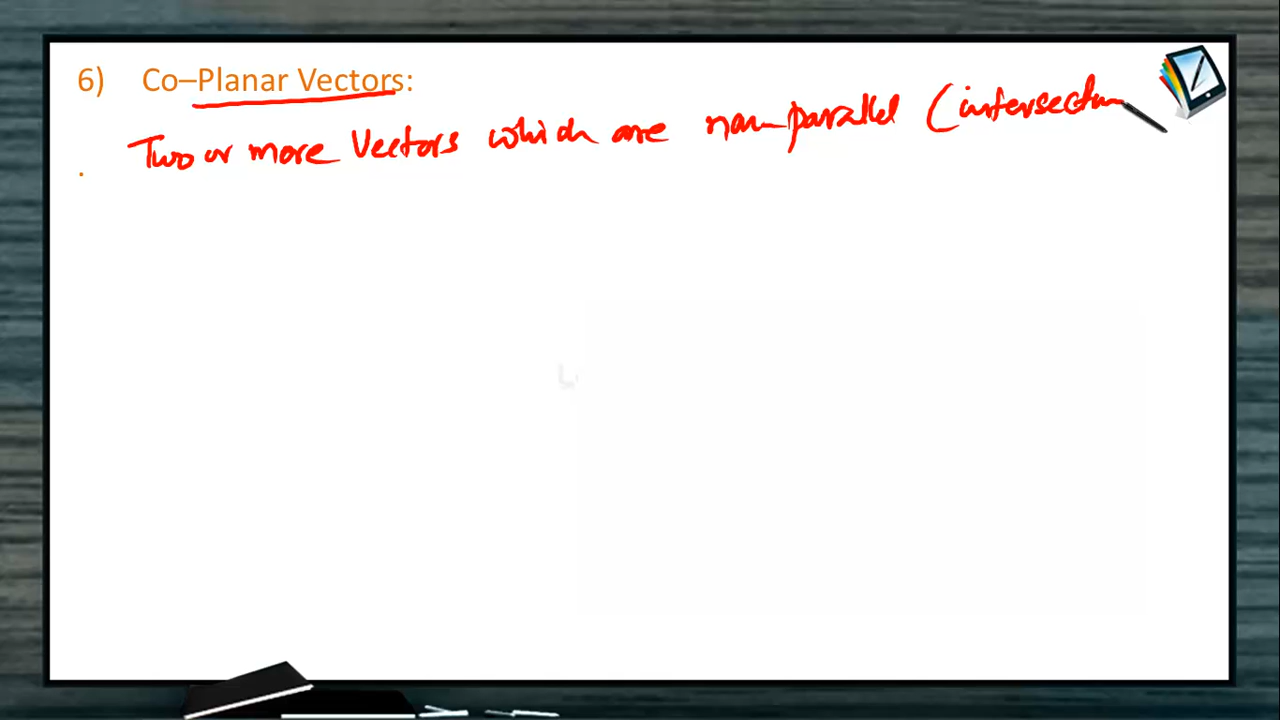 6) Co–Planar Vectors:
Two or more Vectors which are non-parallel (intersectin
.